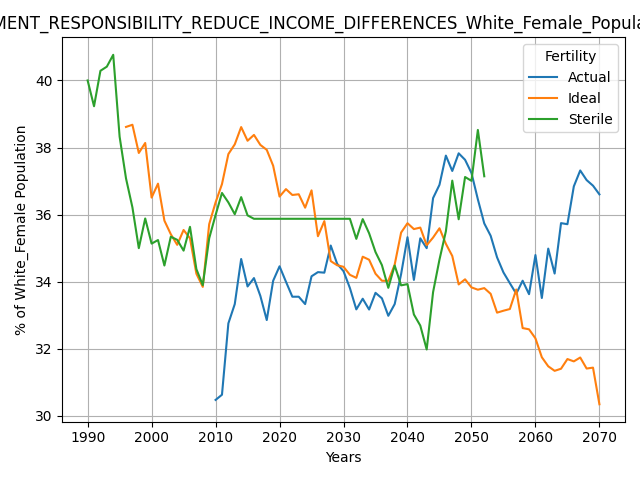 MENT_RESPONSIBILITY_REDUCE_INCOME_DIFFERENCES_White_Female_Popula
Fertility
Actual
Ideal
Sterile
% of White_Female Population
40
38
36
34
32
30
1990 2000 2010 2020 2030 2040 2050 2060 2070
Years